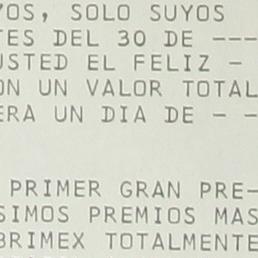 YOS, SOLO SUYOS
TES DEL 30 DE ---
USTED EL FELIZ -
ON UN VALOR TOTAL
ERA UN DIA DE - -
PRIMER GRAN PRE-
SIMOS PREMIOS MAS
BRIMEX TOTALMENTE